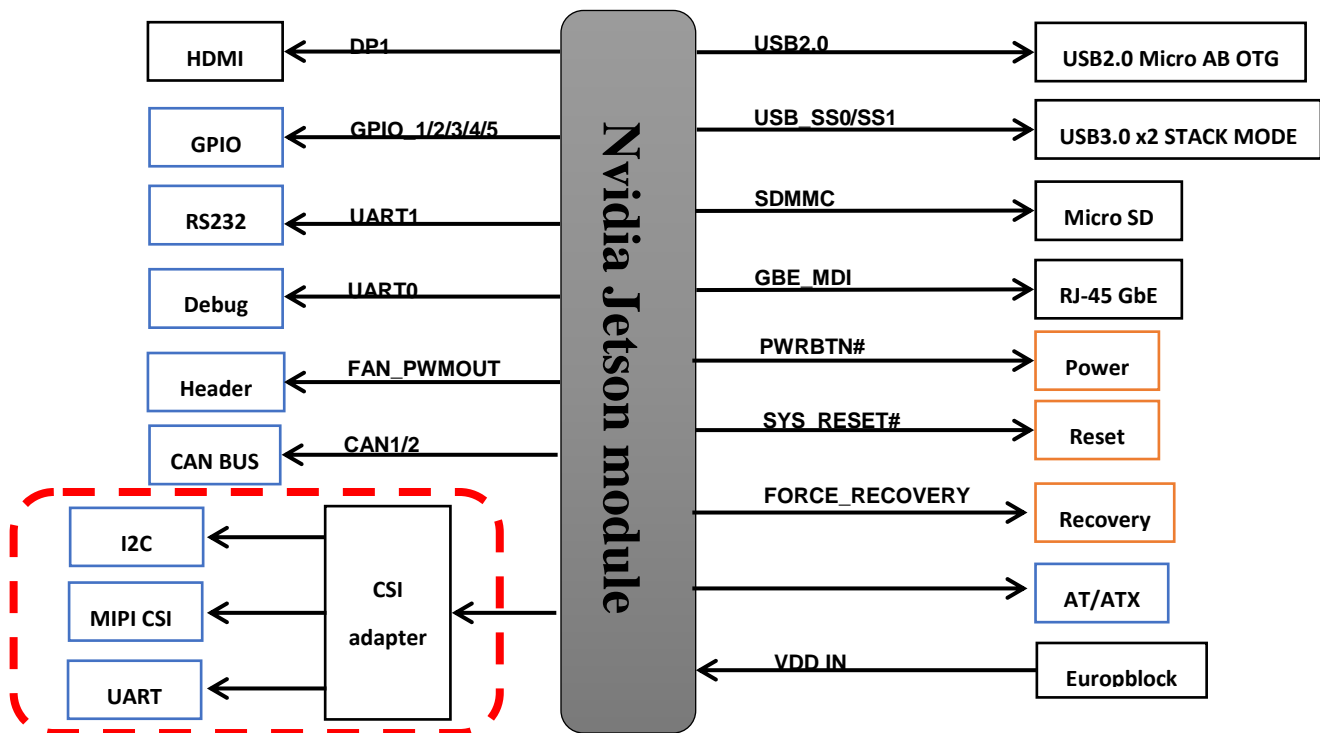 HDMI
DP1
GPIO
GPIO_1/2/3/4/5
RS232
UART1
Debug
UART0
Header
FAN_PWMOUT
CAN BUS
CAN1/2
I2C
MIPI CSI
UART
CSI
adapter
Nvidia Jetson module
USB2.0
USB2.0 Micro AB OTG
USB_SS0/SS1
USB3.0 x2 STACK MODE
SDMMC
Micro SD
GBE_MDI
RJ-45 GbE
PWRBTN#
Power
SYS_RESET#
Reset
FORCE_RECOVERY
Recovery
AT/ATX
VDD IN
Europblock